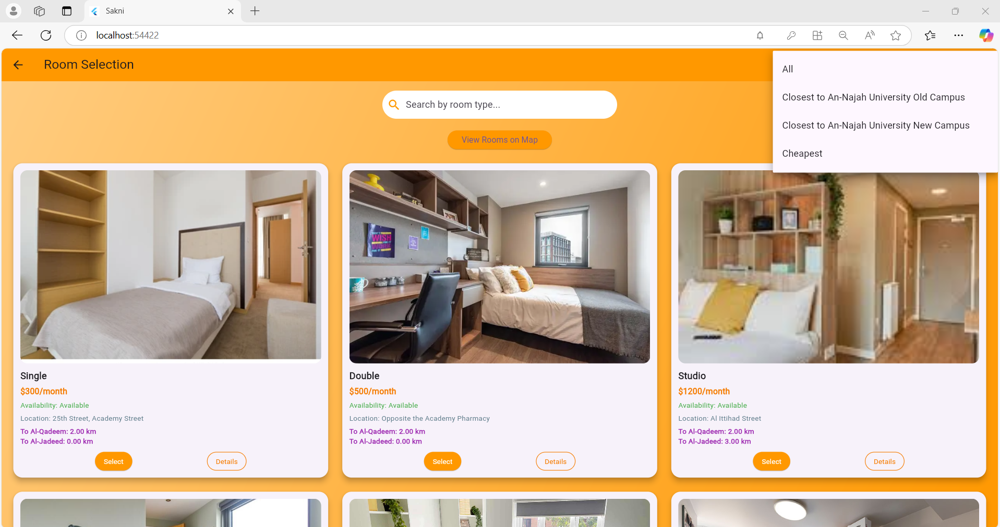 Sakni
localhost:54422
Room Selection
All
Closest to An-Najah University Old Campus
Closest to An-Najah University New Campus
Cheapest
Search by room type...
View Rooms on Map
WISH
Single
$300/month
Availability: Available
Location: 25th Street, Academy Street
To Al-Qadeem: 2.00 km
To Al-Jadeed: 0.00 km
Select
Details
Double
$500/month
Availability: Available
Location: Opposite the Academy Pharmacy
To Al-Qadeem: 2.00 km
To Al-Jadeed: 0.00 km
Select
Details
Studio
$1200/month
Availability: Available
Location: Al Ittihad Street
To Al-Qadeem: 2.00 km
To Al-Jadeed: 3.00 km
Select
Details